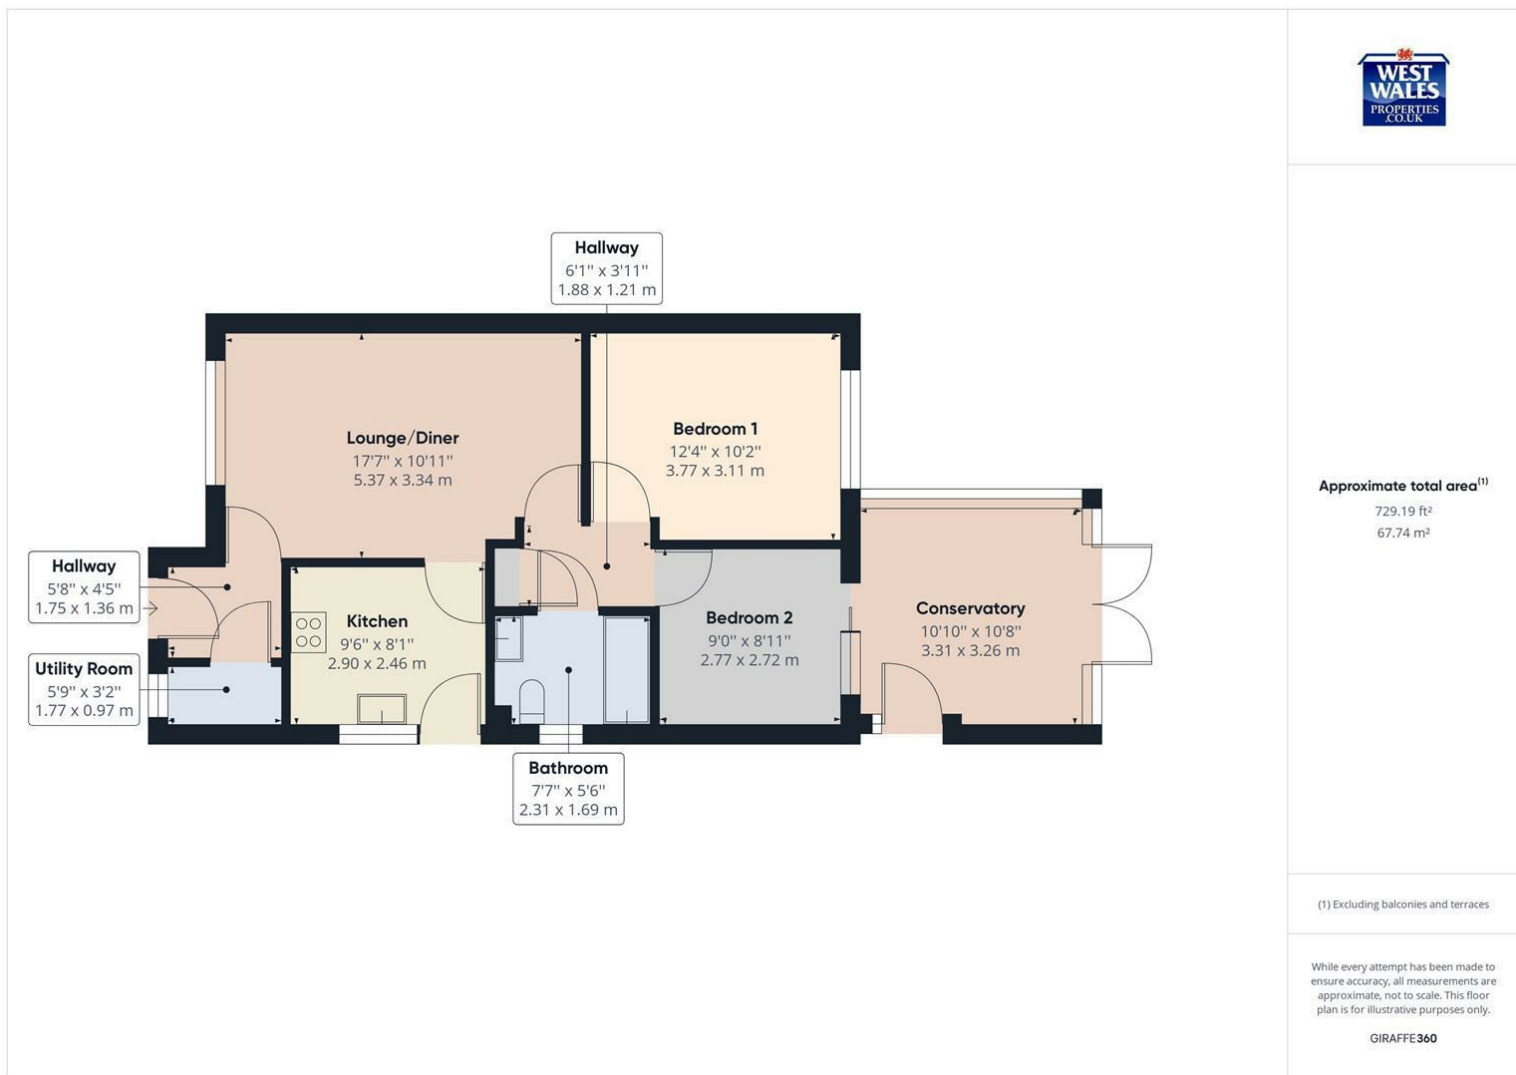 Hallway
6'1" x 3'11"
1.88 x 1.21 m
Lounge/Diner
17'7" x 10'11"
5.37 x 3.34 m
Bedroom 1
12'4" x 10'2"
3.77 x 3.11 m
Hallway
5'8" x 4'5"
1.75 x 1.36 m
Utility Room
5'9" x 3'2"
1.77 x 0.97 m
Kitchen
9'6" x 8'1"
2.90 x 2.46 m
Bedroom 2
9'0" x 8'11"
2.77 x 2.72 m
Conservatory
10'10" x 10'8"
3.31 x 3.26 m
Bathroom
7'7" x 5'6"
2.31 x 1.69 m
WEST
WALES
PROPERTIES
.CO.UK
Approximate total area(1)
729.19 ft²
67.74 m²
(1) Excluding balconies and terraces
While every attempt has been made to
ensure accuracy, all measurements are
approximate, not to scale. This floor
plan is for illustrative purposes only.
GIRAFFE360